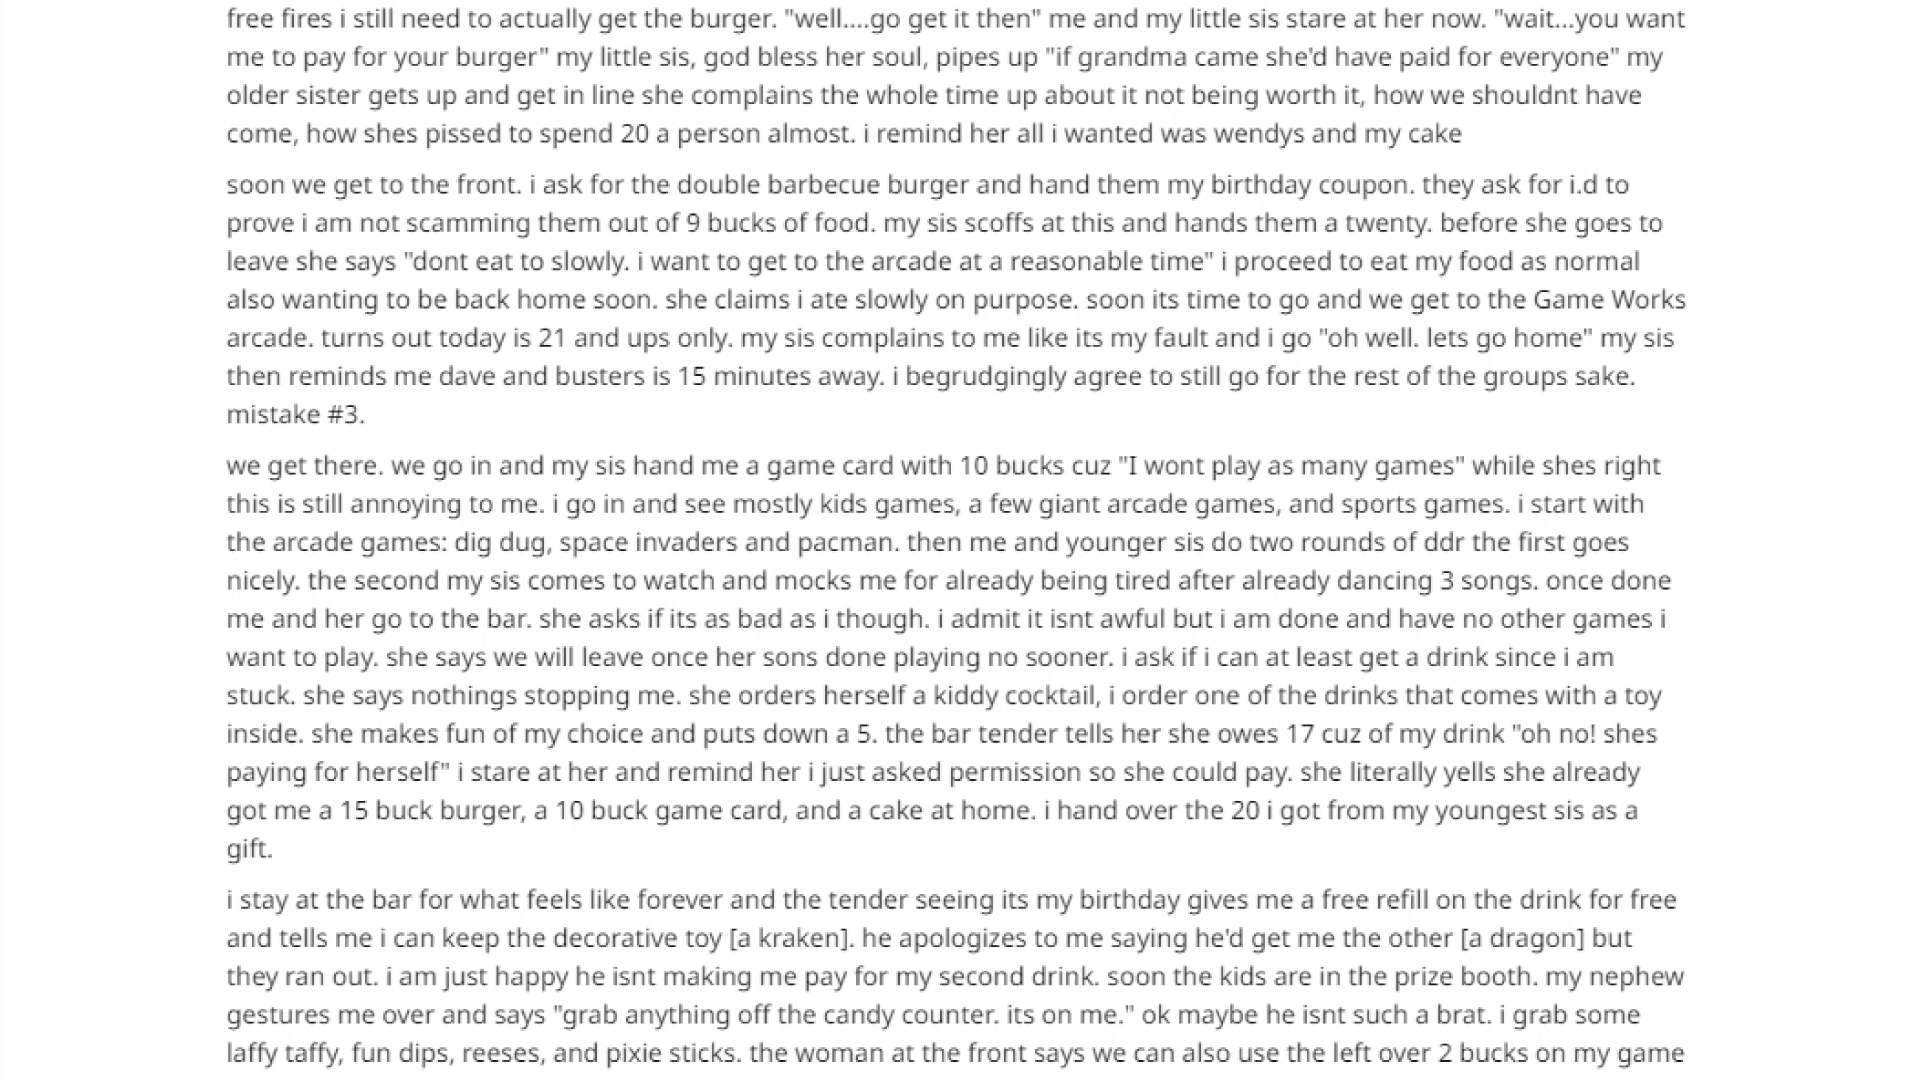 free fires i still need to actually get the burger. "well....go get it then" me and my little sis stare at her now. "wait...you want
me to pay for your burger" my little sis, god bless her soul, pipes up "if grandma came she'd have paid for everyone" my
older sister gets up and get in line she complains the whole time up about it not being worth it, how we shouldnt have
come, how shes pissed to spend 20 a person almost. i remind her all i wanted was wendys and my cake
soon we get to the front. i ask for the double barbecue burger and hand them my birthday coupon. they ask for i.d to
prove i am not scamming them out of 9 bucks of food. my sis scoffs at this and hands them a twenty. before she goes to
leave she says "dont eat to slowly. i want to get to the arcade at a reasonable time" i proceed to eat my food as normal
also wanting to be back home soon. she claims i ate slowly on purpose. soon its time to go and we get to the Game Works
arcade. turns out today is 21 and ups only. my sis complains to me like its my fault and i go "oh well. lets go home" my sis
then reminds me dave and busters is 15 minutes away. i begrudgingly agree to still go for the rest of the groups sake.
mistake #3.
we get there. we go in and my sis hand me a game card with 10 bucks cuz "I wont play as many games" while shes right
this is still annoying to me. i go in and see mostly kids games, a few giant arcade games, and sports games. i start with
the arcade games: dig dug, space invaders and pacman. then me and younger sis do two rounds of ddr the first goes
nicely. the second my sis comes to watch and mocks me for already being tired after already dancing 3 songs. once done
me and her go to the bar. she asks if its as bad as i though. i admit it isnt awful but i am done and have no other games i
want to play. she says we will leave once her sons done playing no sooner. i ask if i can at least get a drink since i am
stuck. she says nothings stopping me. she orders herself a kiddy cocktail, i order one of the drinks that comes with a toy
inside. she makes fun of my choice and puts down a 5. the bar tender tells her she owes 17 cuz of my drink "oh no! shes
paying for herself" i stare at her and remind her i just asked permission so she could pay. she literally yells she already
got me a 15 buck burger, a 10 buck game card, and a cake at home. i hand over the 20 i got from my youngest sis as a
gift.
i stay at the bar for what feels like forever and the tender seeing its my birthday gives me a free refill on the drink for free
and tells me i can keep the decorative toy [a kraken]. he apologizes to me saying he'd get me the other [a dragon] but
they ran out. i am just happy he isnt making me pay for my second drink. soon the kids are in the prize booth. my nephew
gestures me over and says "grab anything off the candy counter. its on me." ok maybe he isnt such a brat. i grab some
laffy taffy, fun dips, reeses, and pixie sticks. the woman at the front says we can also use the left over 2 bucks on my game